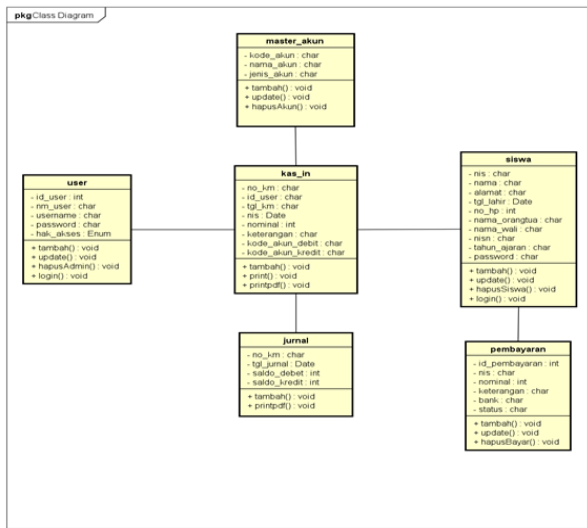 pkg Class Diagram
master_akun
- kode_akun : char
- nama_akun : char
- jenis_akun : char
+ tambah() : void
+ update() : void
+ hapusAkun() : void
user
- id_user : int
- nm_user : char
- username : char
- password : char
- hak_akses : Enum
+ tambah() : void
+ update() : void
+ hapusAdmin() : void
+ login() : void
kas_in
- no_km : char
- id_user : char
- tgl_km : char
- nis : Date
- nominal : int
- keterangan : char
- kode_akun_debit : char
- kode_akun_kredit : char
+ tambah() : void
+ print() : void
+ printpdf() : void
siswa
- nis : char
- nama : char
- alamat : char
- tgl_lahir : Date
- no_hp : int
- nama_orangtua : char
- nama_wali : char
- nisn : char
- tahun_ajaran : char
- password : char
+ tambah() : void
+ update() : void
+ hapusSiswa() : void
+ login() : void
jurnal
- no_km : char
- tgl_jurnal : Date
- saldo_debet : int
- saldo_kredit : int
+ tambah() : void
+ printpdf() : void
pembayaran
- id_pembayaran : int
- nis : char
- nominal : int
- keterangan : char
- bank : char
- status : char
+ tambah() : void
+ update() : void
+ hapusBayar() : void